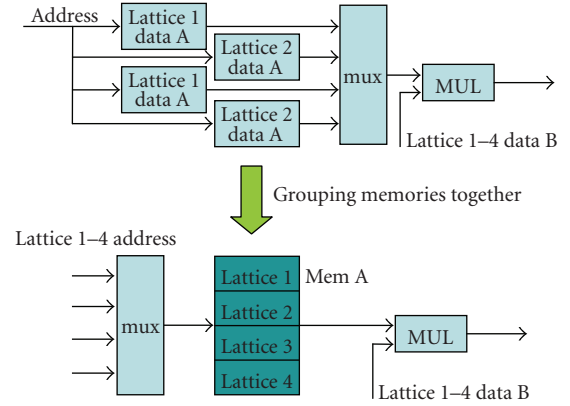 Address
Lattice 1
data A
Lattice 2
data A
Lattice 1
data A
Lattice 2
data A
mux
MUL
Lattice 1–4 data B
Grouping memories together
Lattice 1–4 address
mux
Lattice 1
Lattice 2
Lattice 3
Lattice 4
Mem A
MUL
Lattice 1–4 data B